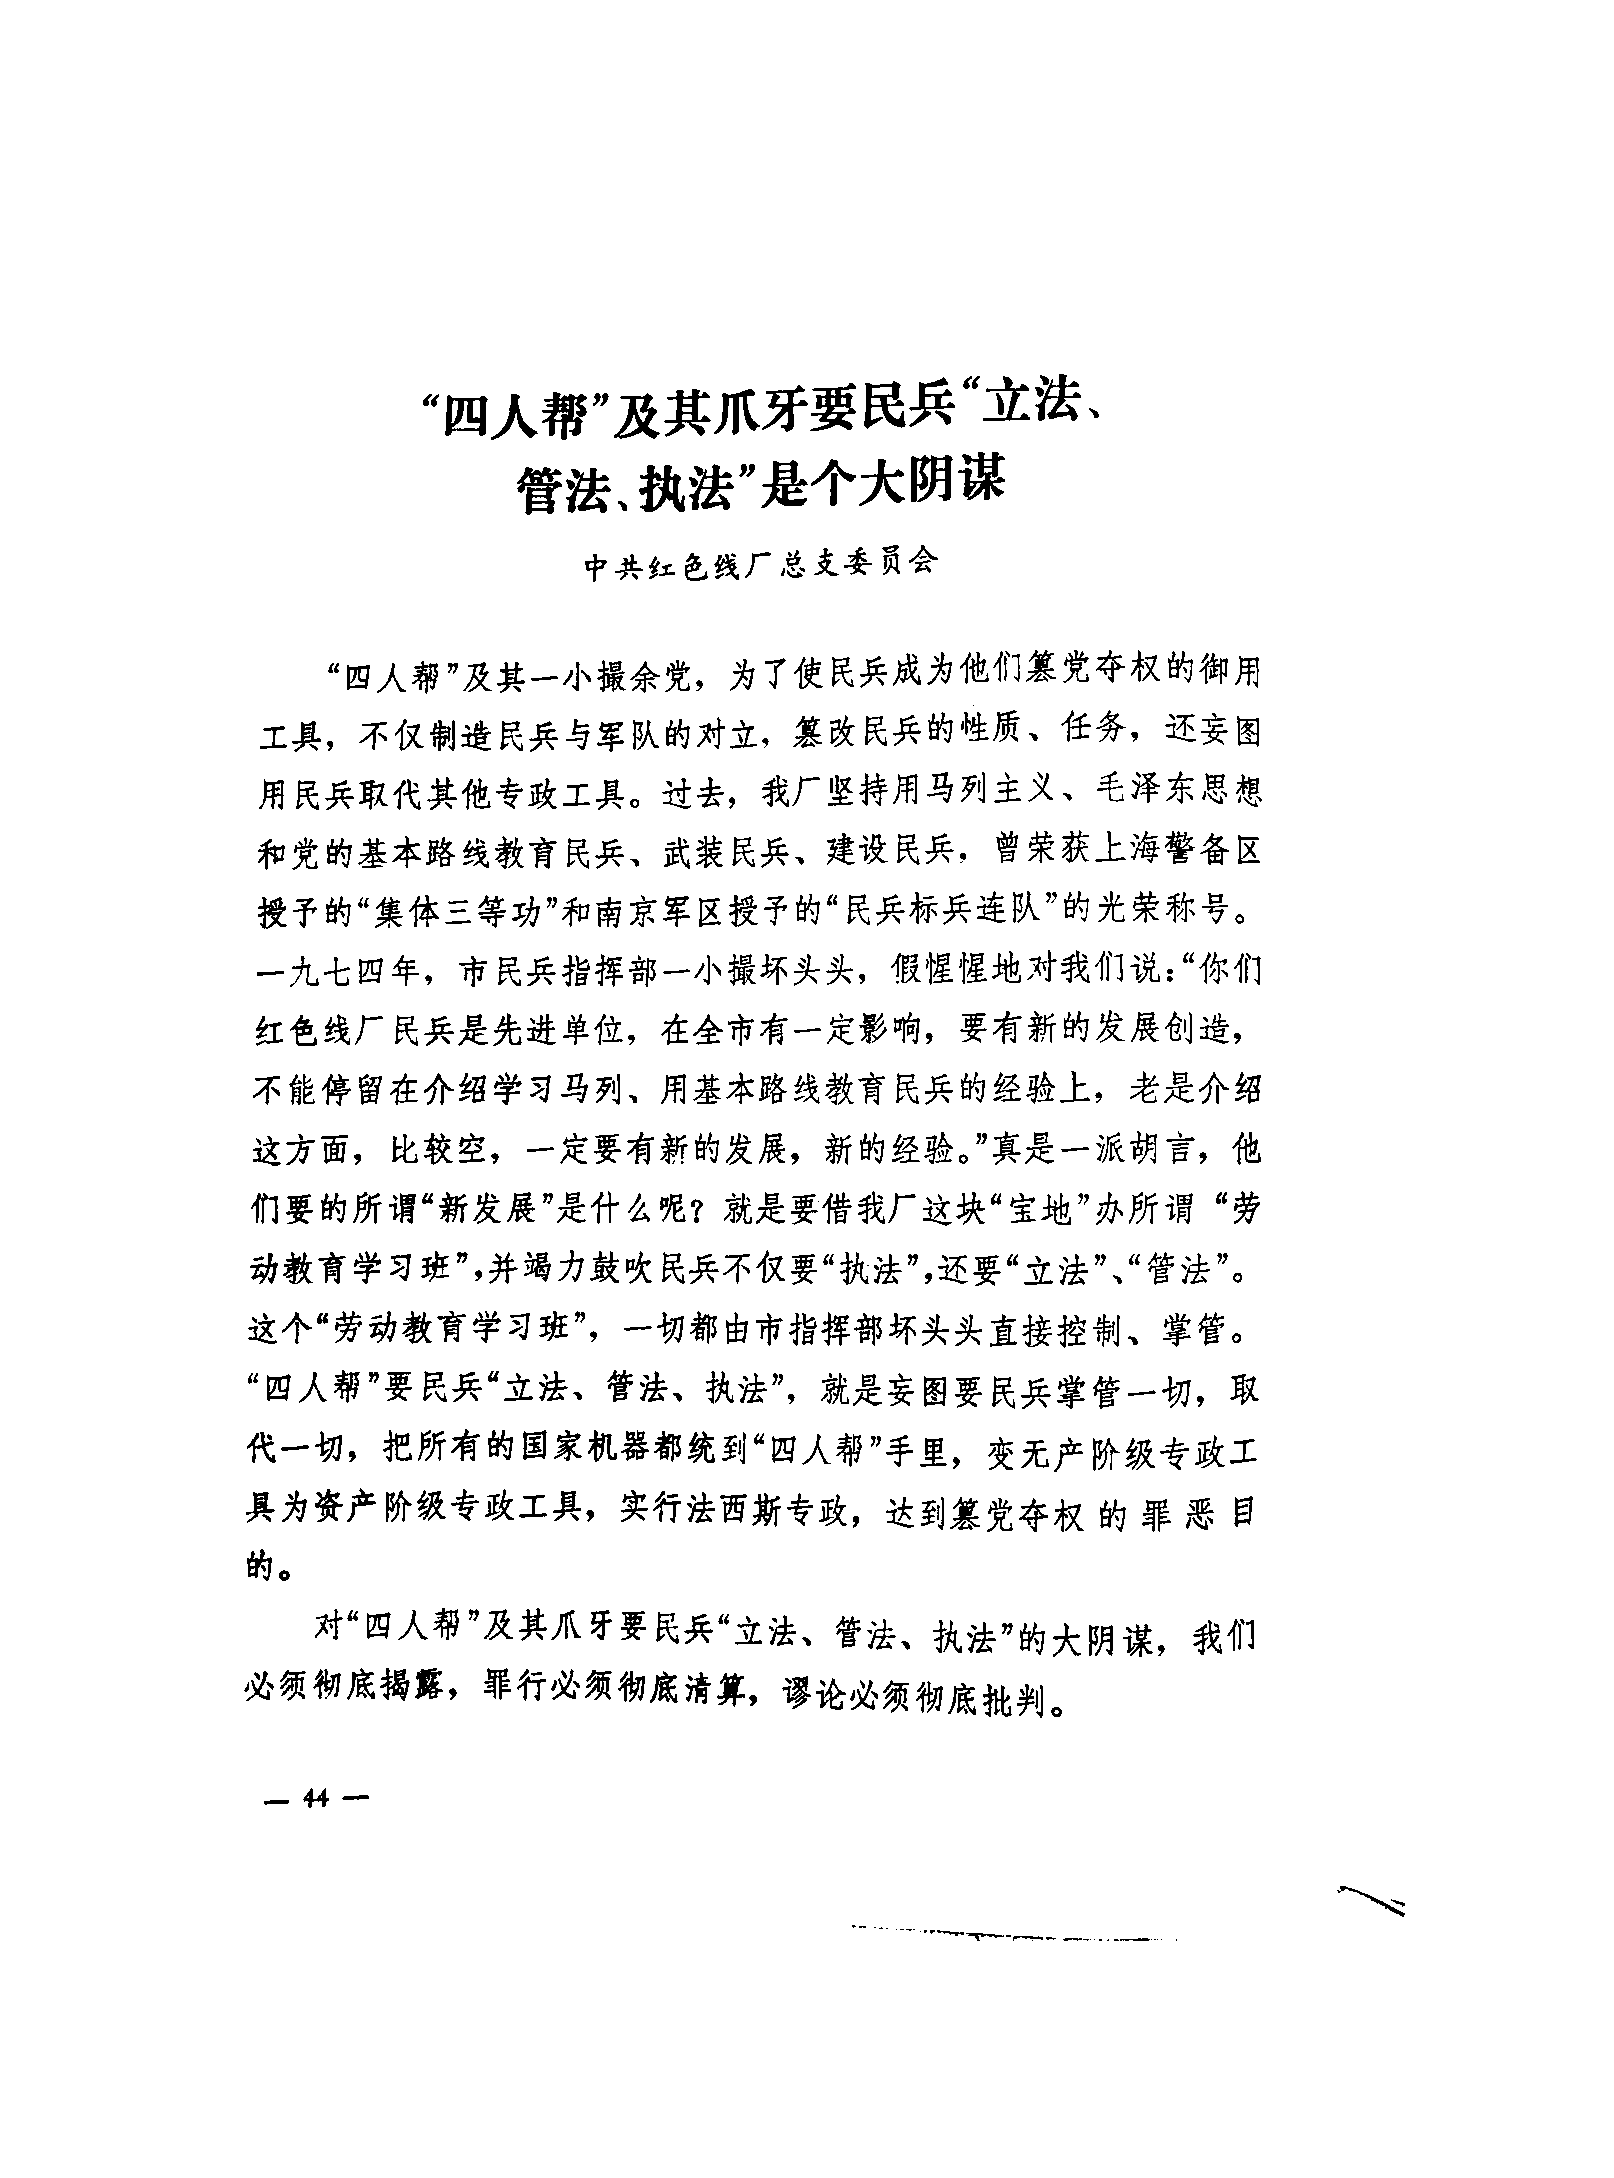 “四人帮”及其爪牙要民兵“立法、
管法、执法”是个大阴谋
中共红色线厂总支委员会
“四人帮”及其一小撮余党，为了使民兵成为他们篡党夺权的御用
工具，不仅制造民兵与军队的对立，篡改民兵的性质、任务，还妄图
用民兵取代其他专政工具。过去，我厂坚持用马列主义、毛泽东思想
和党的基本路线教育民兵、武装民兵、建设民兵，曾荣获上海警备区
授予的“集体三等功”和南京军区授予的“民兵标兵连队”的光荣称号。
一九七四年，市民兵指挥部一小撮坏头头，假惺惺地对我们说：“你们
红色线厂民兵是先进单位，在全市有一定影响，要有新的发展创造，
不能停留在介绍学习马列、用基本路线教育民兵的经验上，老是介绍
这方面，比较空，一定要有新的发展，新的经验。”真是一派胡言，他
们要的所谓“新发展”是什么呢？就是要借我厂这块“宝地”办所谓“劳
动教育学习班”，并竭力鼓吹民兵不仅要“执法”，还要“立法”、“管法”。
这个“劳动教育学习班”，一切都由市指挥部坏头头直接控制、掌管。
“四人帮”要民兵“立法、管法、执法”，就是妄图要民兵掌管一切，取
代一切，把所有的国家机器都统到“四人帮”手里，变无产阶级专政工
具为资产阶级专政工具，实行法西斯专政，达到篡党夺权的罪恶目
的。
对“四人帮”及其爪牙要民兵“立法、管法、执法”的大阴谋，我们
必须彻底揭露，罪行必须彻底清算，谬论必须彻底批判。
— 44 —